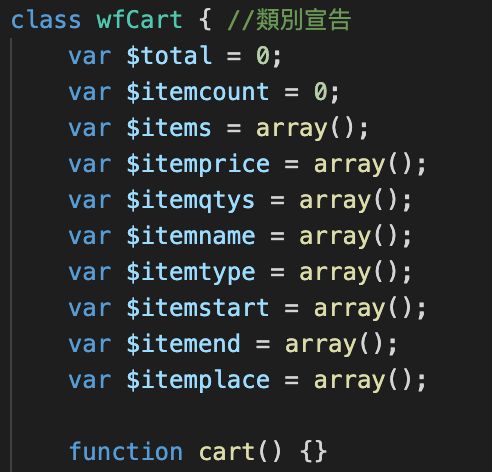 class wfCart { //類別宣告
var $total = 0;
var $itemcount = 0;
var $items = array();
var $itemprice = array();
var $itemqtys = array();
var $itemname = array();
var $itemtype = array();
var $itemstart = array();
var $itemend = array();
var $itemplace = array();
function cart() {}